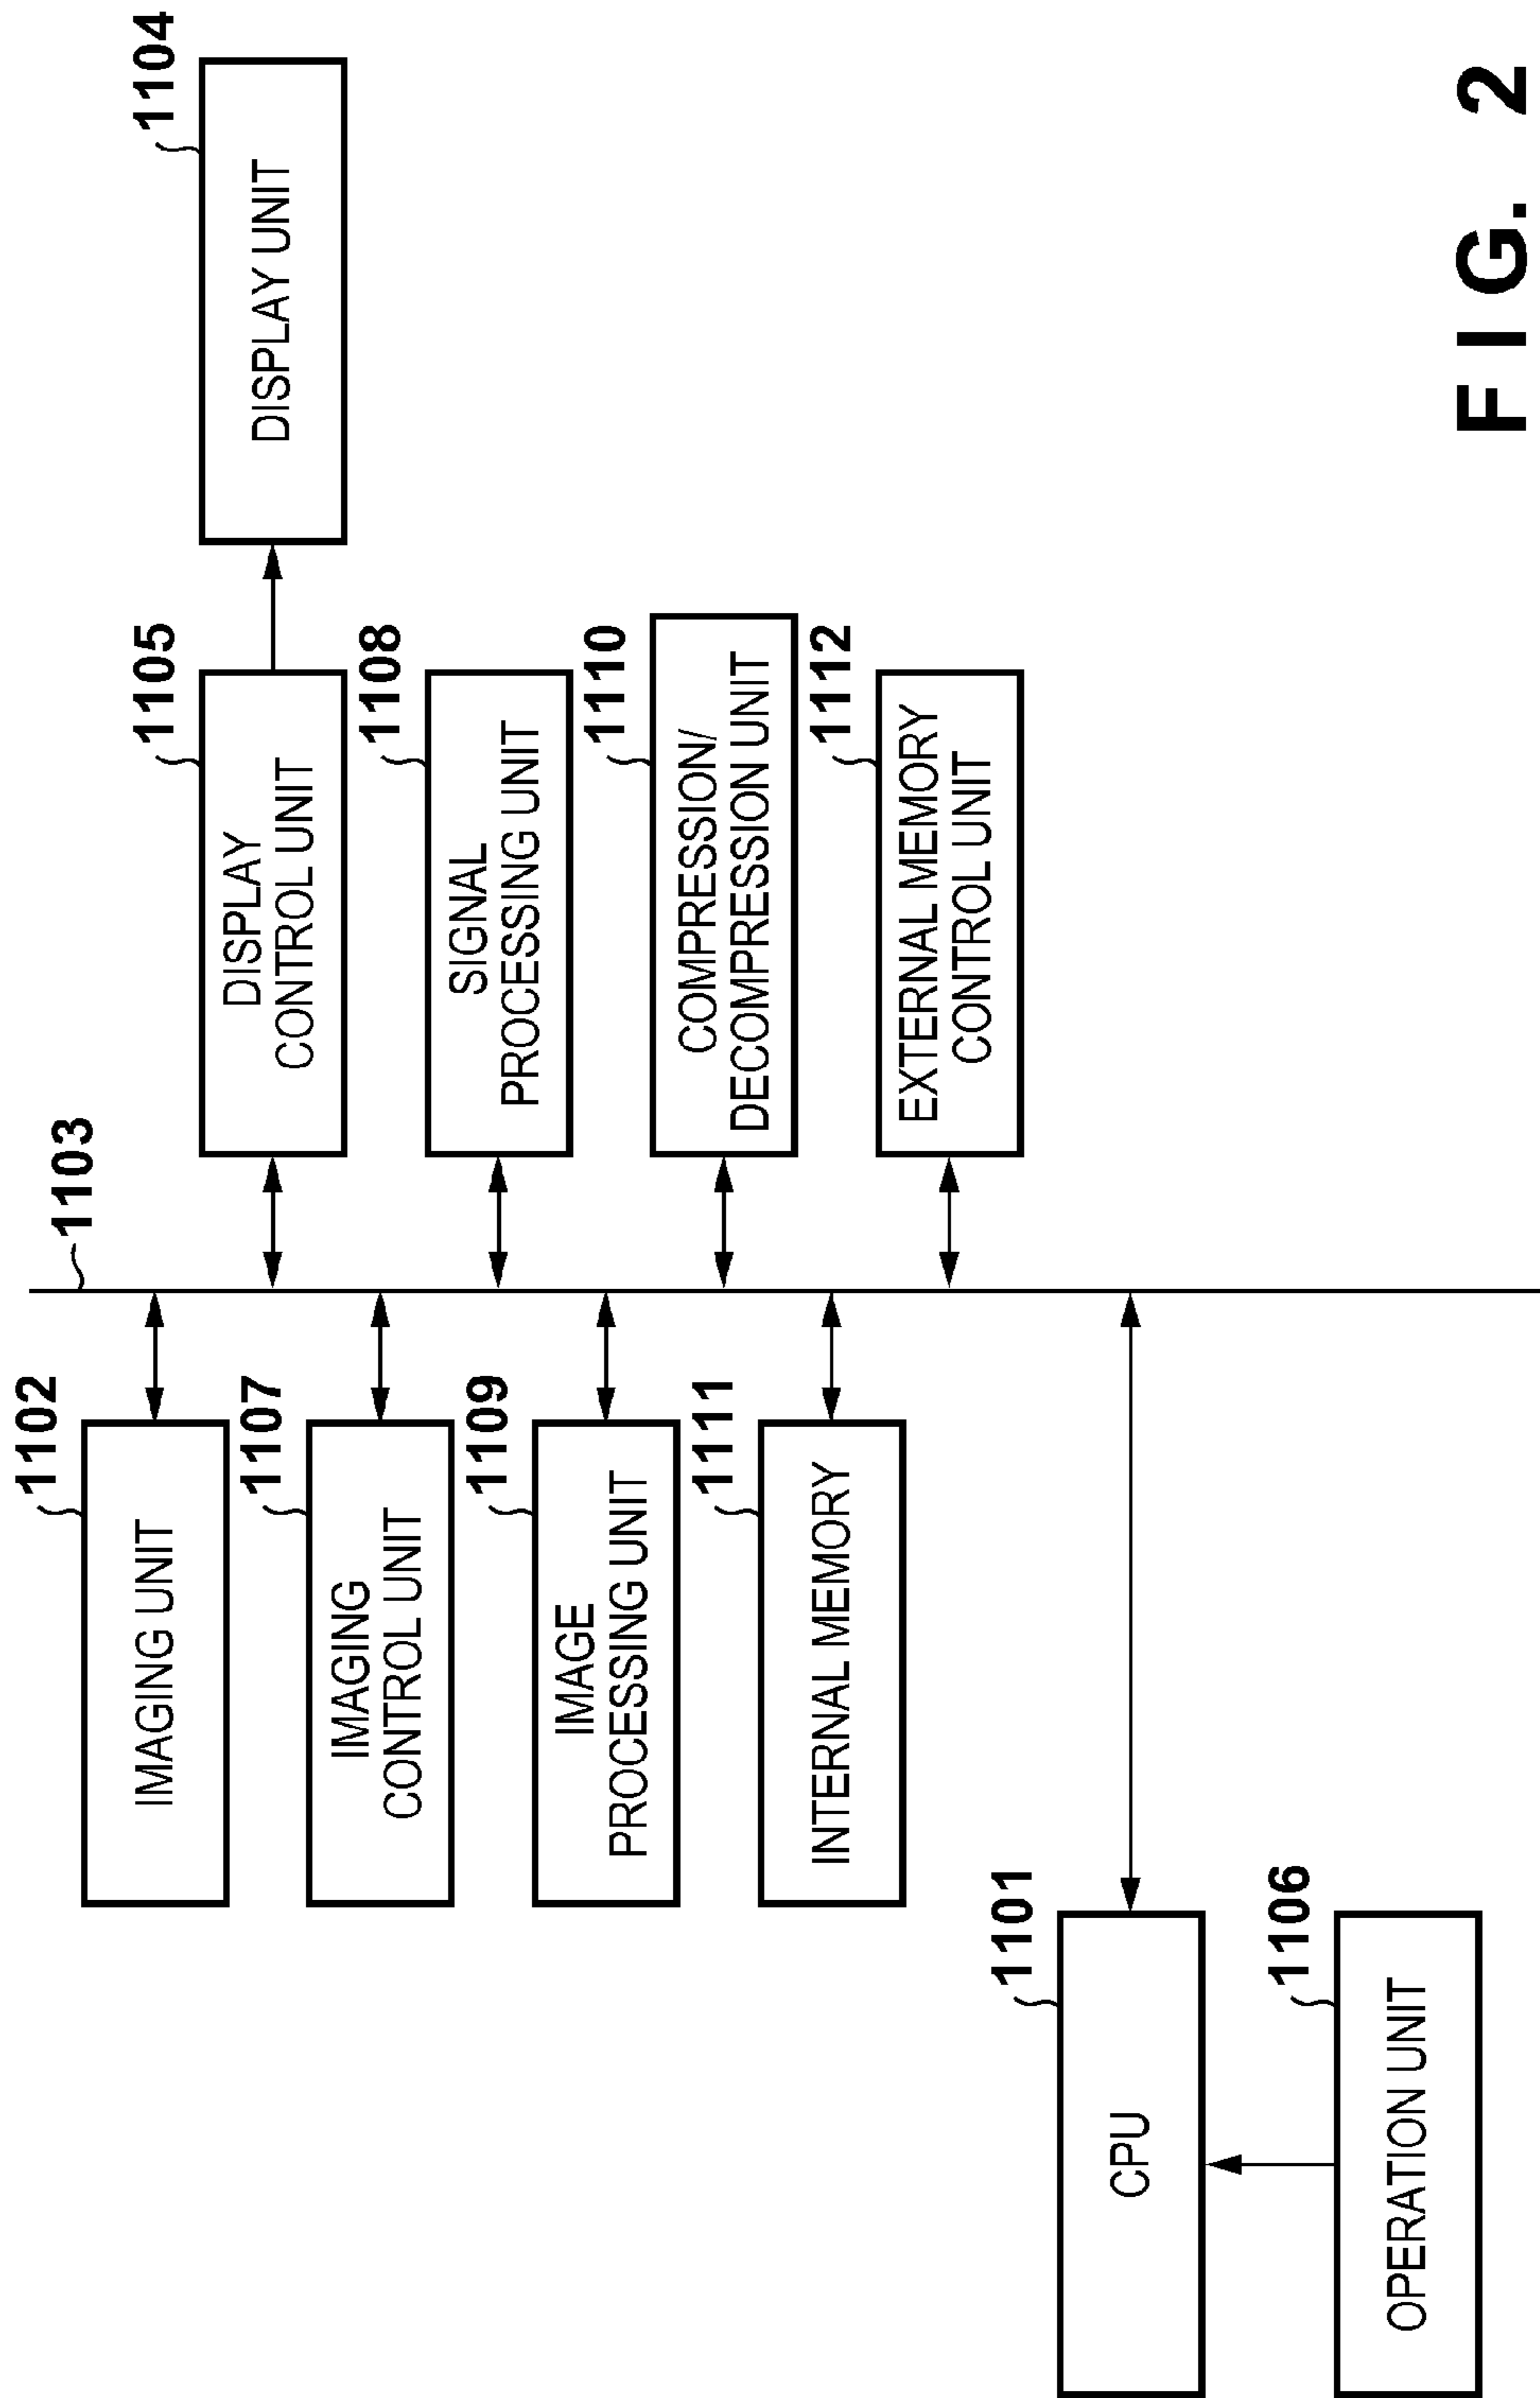 1103
1102
IMAGING UNIT
1107
IMAGING
CONTROL UNIT
1109
IMAGE
PROCESSING UNIT
1111
INTERNAL MEMORY
1101
CPU
1106
OPERATION UNIT
1105
DISPLAY
CONTROL UNIT
1104
DISPLAY UNIT
1108
SIGNAL
PROCESSING UNIT
1110
COMPRESSION/
DECOMPRESSION UNIT
1112
EXTERNAL MEMORY
CONTROL UNIT
FIG. 2